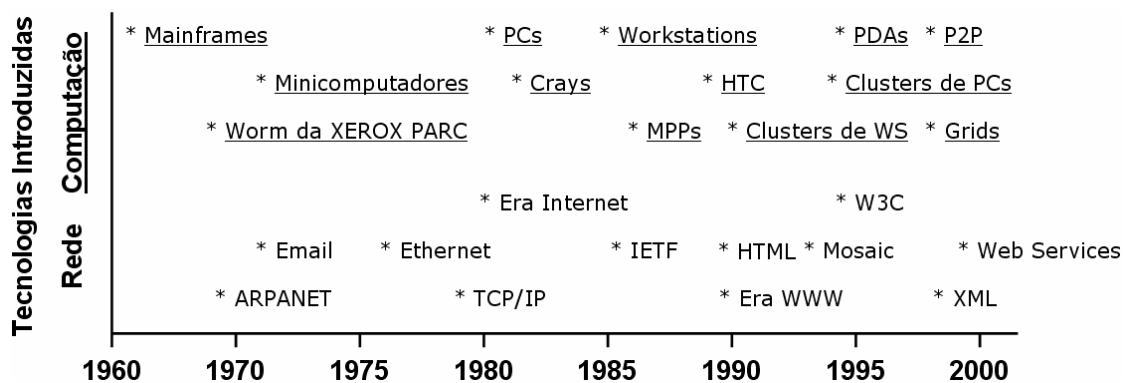 Tecnologias Introduzidas
Computação
* Mainframes * PCs * Workstations * PDAs * P2P
* Minicomputadores * Crays * HTC * Clusters de PCs
* Worm da XEROX PARC * MPPs * Clusters de WS * Grids
Rede
* Era Internet * W3C
* Email * Ethernet * IETF * HTML * Mosaic * Web Services
* ARPANET * TCP/IP * Era WWW * XML
1960 1970 1975 1980 1985 1990 1995 2000